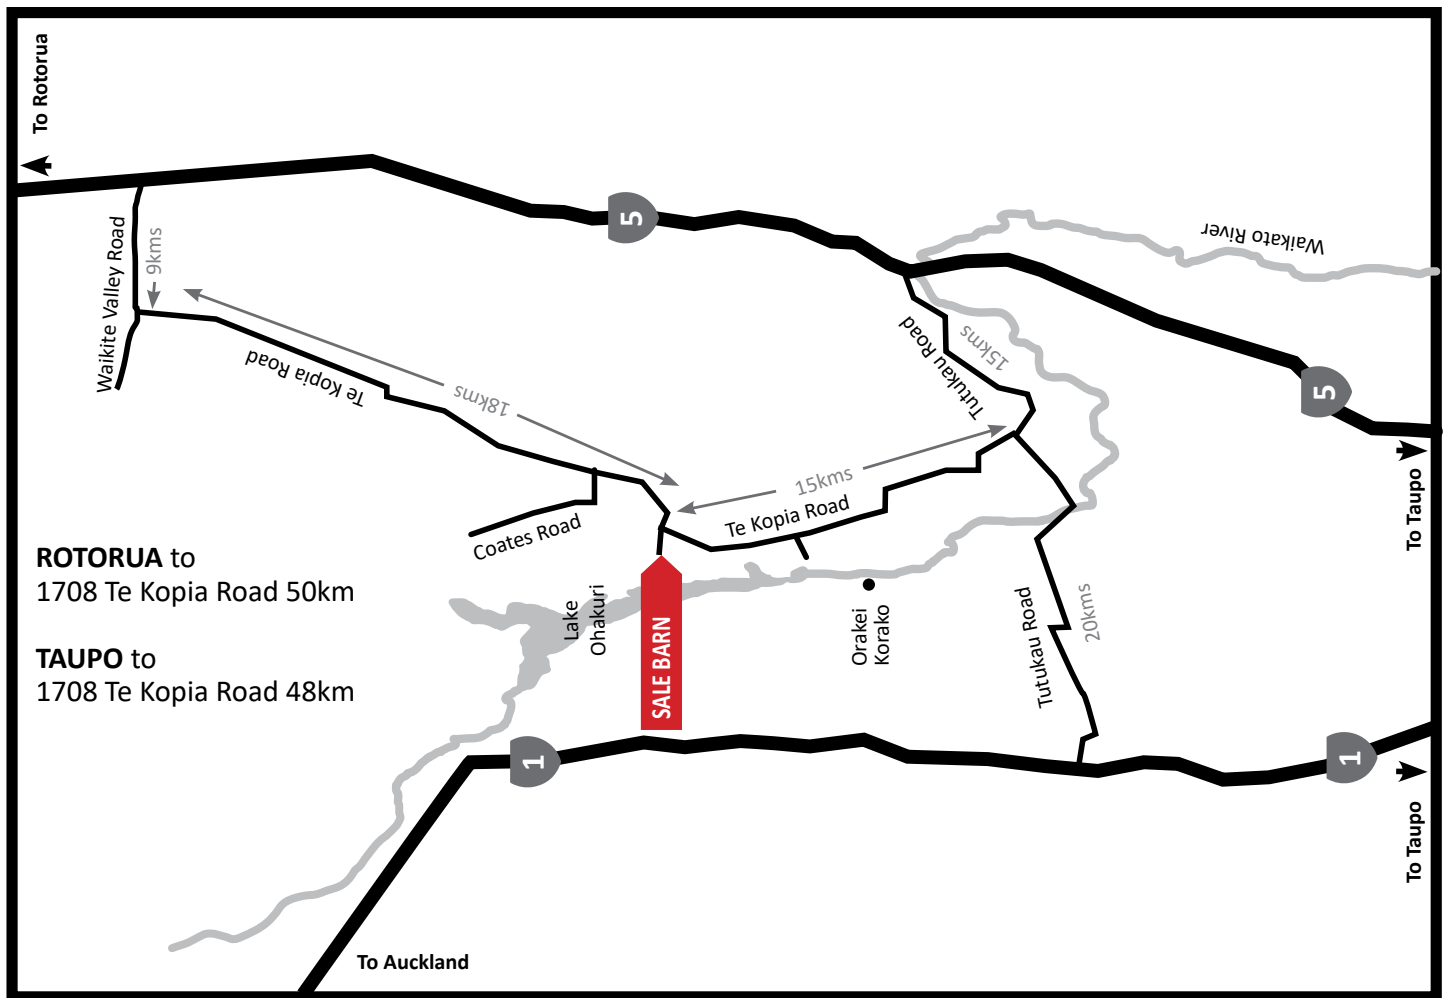 To Rotorua
5
Waikato River
Waikite Valley Road
9kms
Te Kopia Road
18kms
Tutukau Road
15kms
5
To Taupo
15kms
Te Kopia Road
Coates Road
ROTORUA to
1708 Te Kopia Road 50km
TAUPO to
1708 Te Kopia Road 48km
Lake
Ohakuri
SALE BARN
Orakei
Korako
Tutukau Road
20kms
1
1
To Taupo
To Auckland